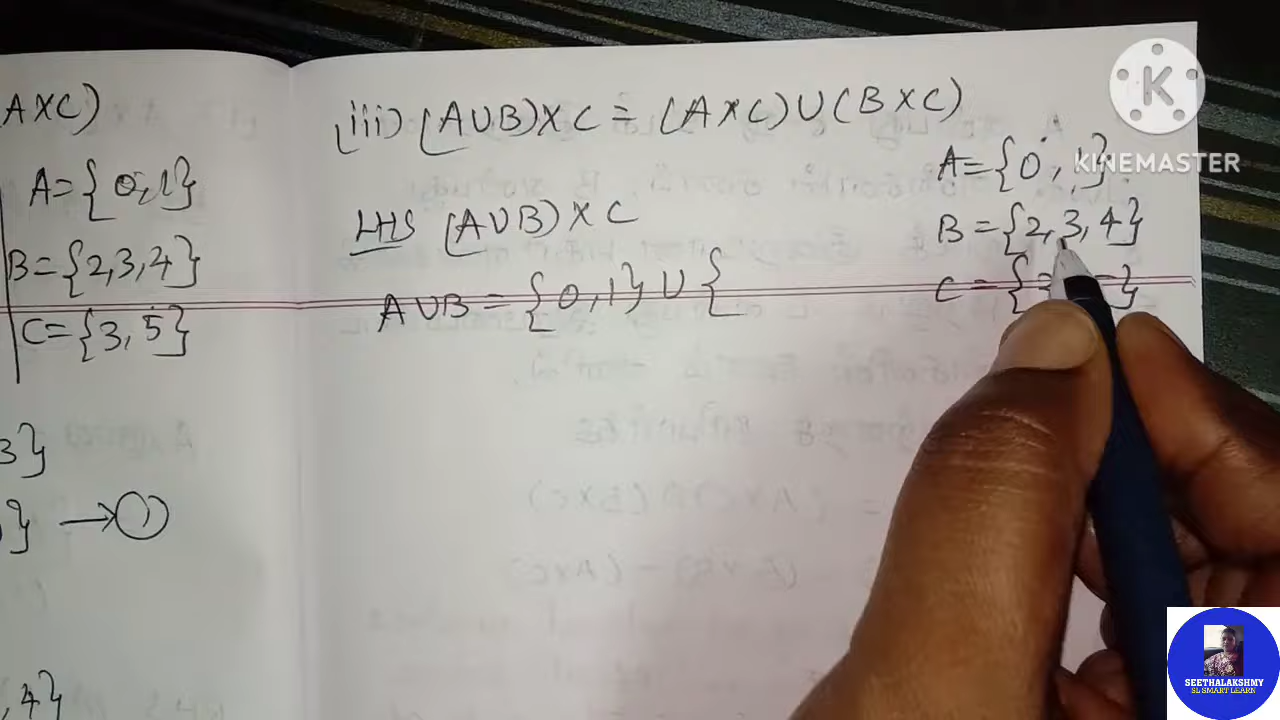 A X C)
A = {0, 1}
B = {2, 3, 4}
C = {3, 5}
3}
} → 1
, 4}
(iii) (A ∪ B) X C = (A X C) ∪ (B X C)
A = {0, 1}
B = {2, 3, 4}
C = {
LHS (A ∪ B) X C
A ∪ B = {0, 1} ∪ {
K
KINEMASTER
SEETHALAKSHMY
SL SMART LEARN